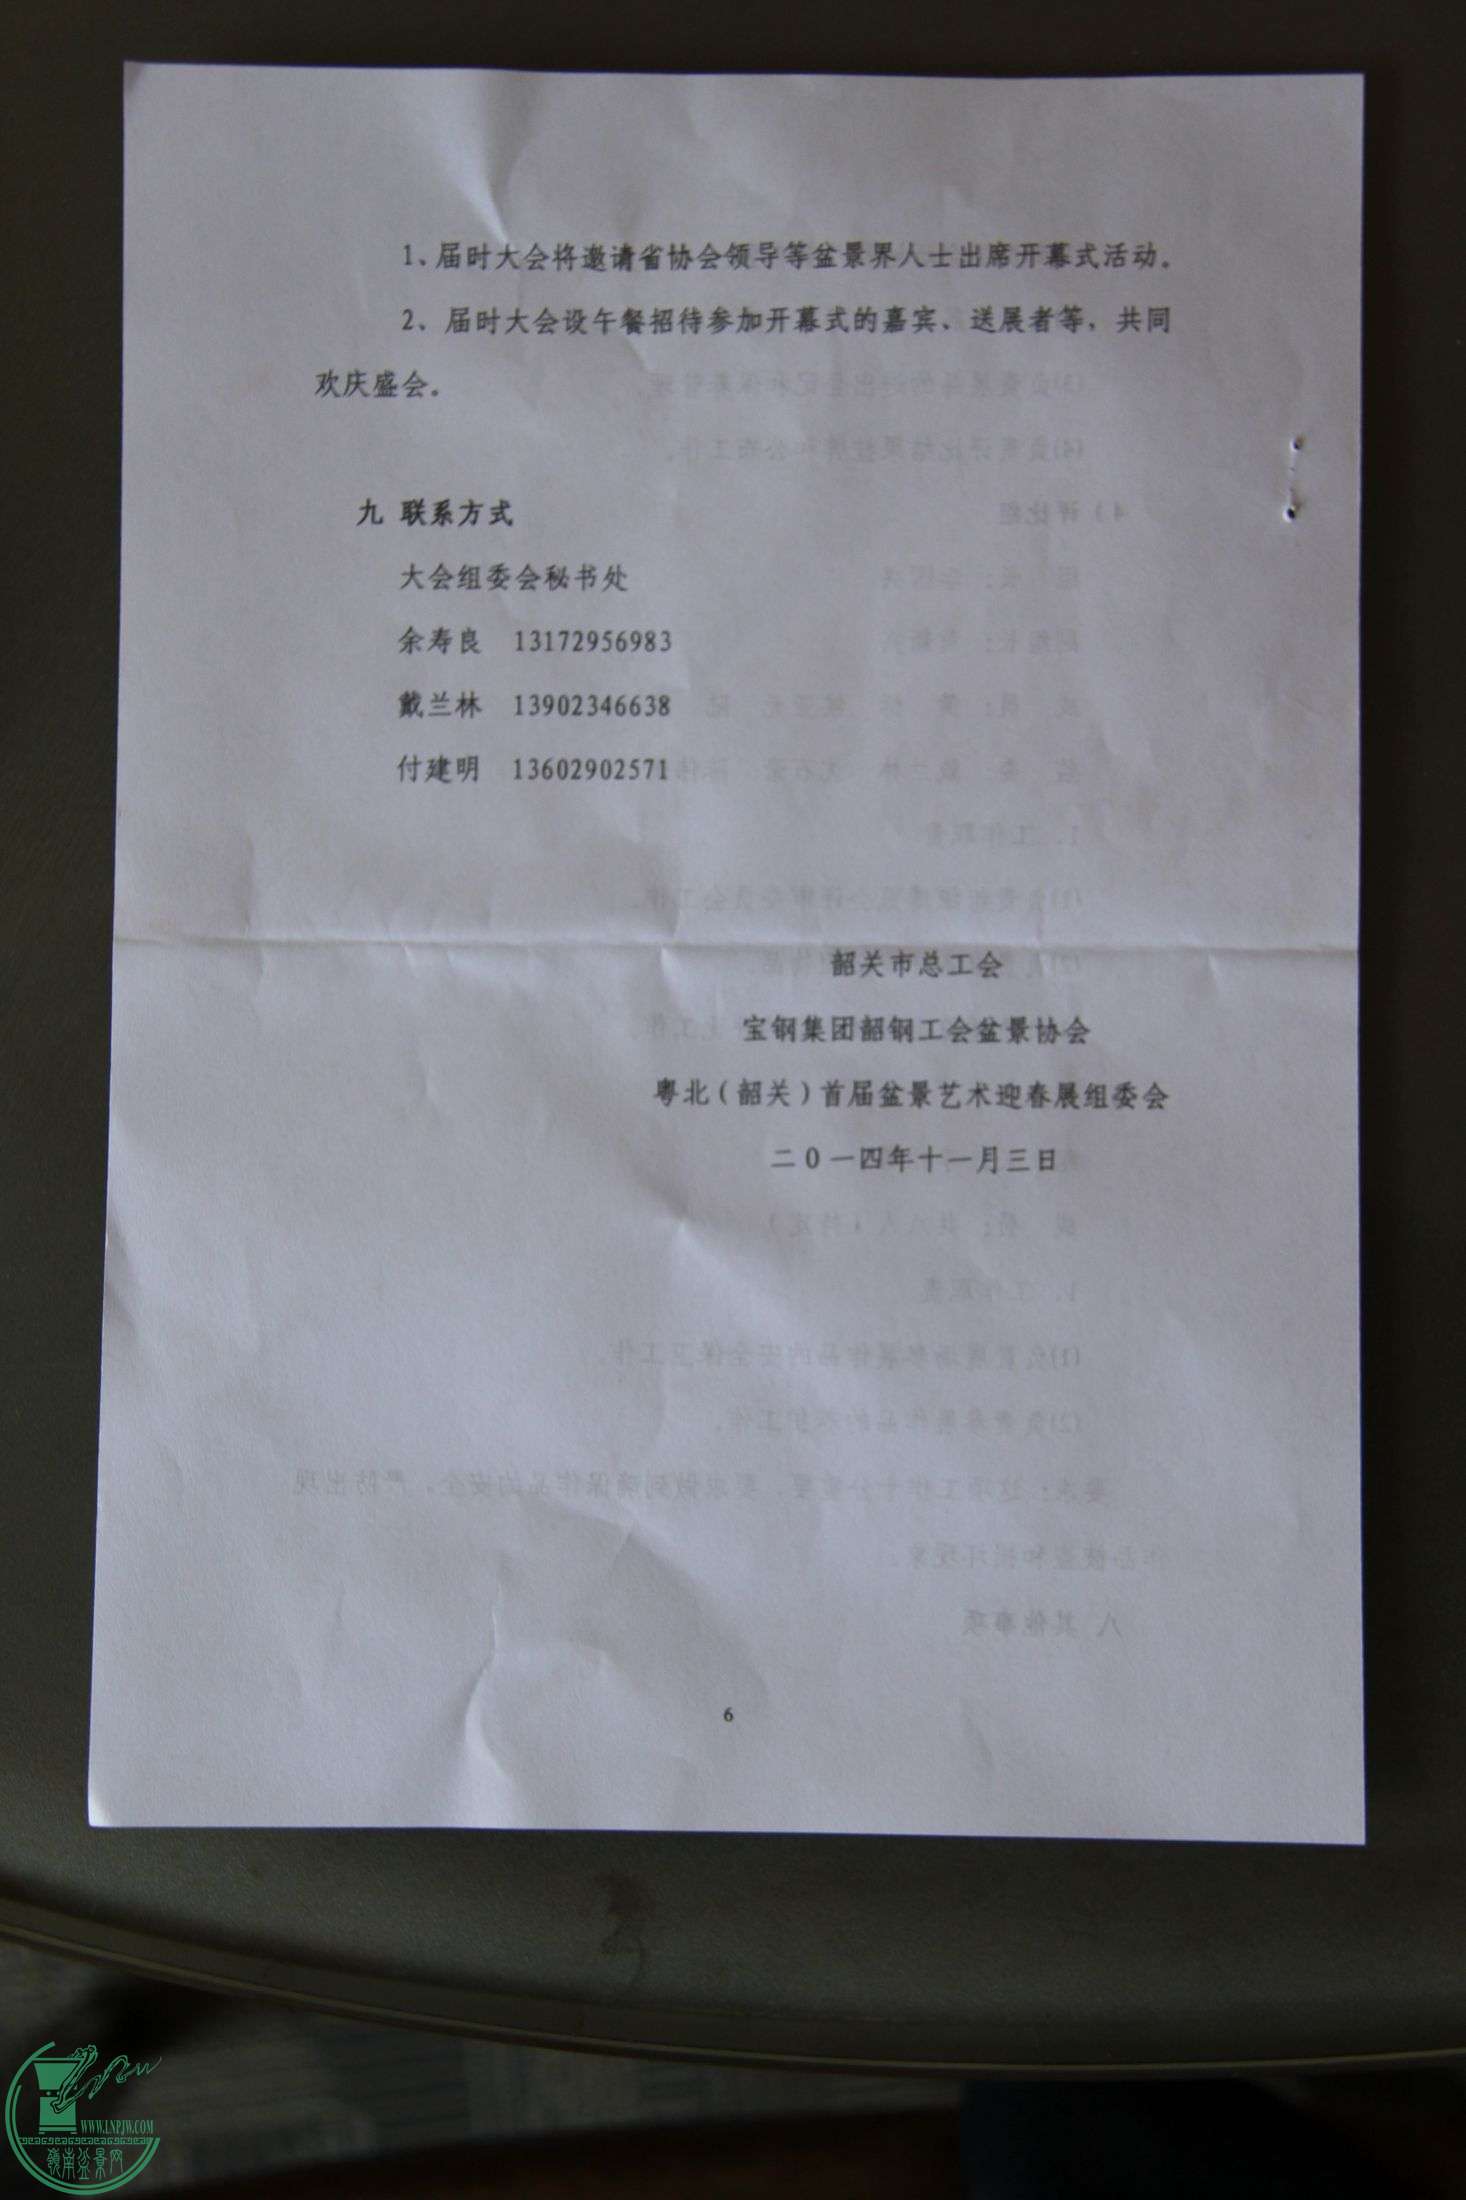 1、届时大会将邀请省协会领导等盆景界人士出席开幕式活动。
2、届时大会设午餐招待参加开幕式的嘉宾、送展者等，共同
欢庆盛会。
九 联系方式
大会组委会秘书处
余寿良 13172956983
戴兰林 13902346638
付建明 13602902571
韶关市总工会
宝钢集团韶钢工会盆景协会
粤北（韶关）首届盆景艺术迎春展组委会
二0一四年十一月三日
6
WWW.LNPJW.COM
嶺南盆景网